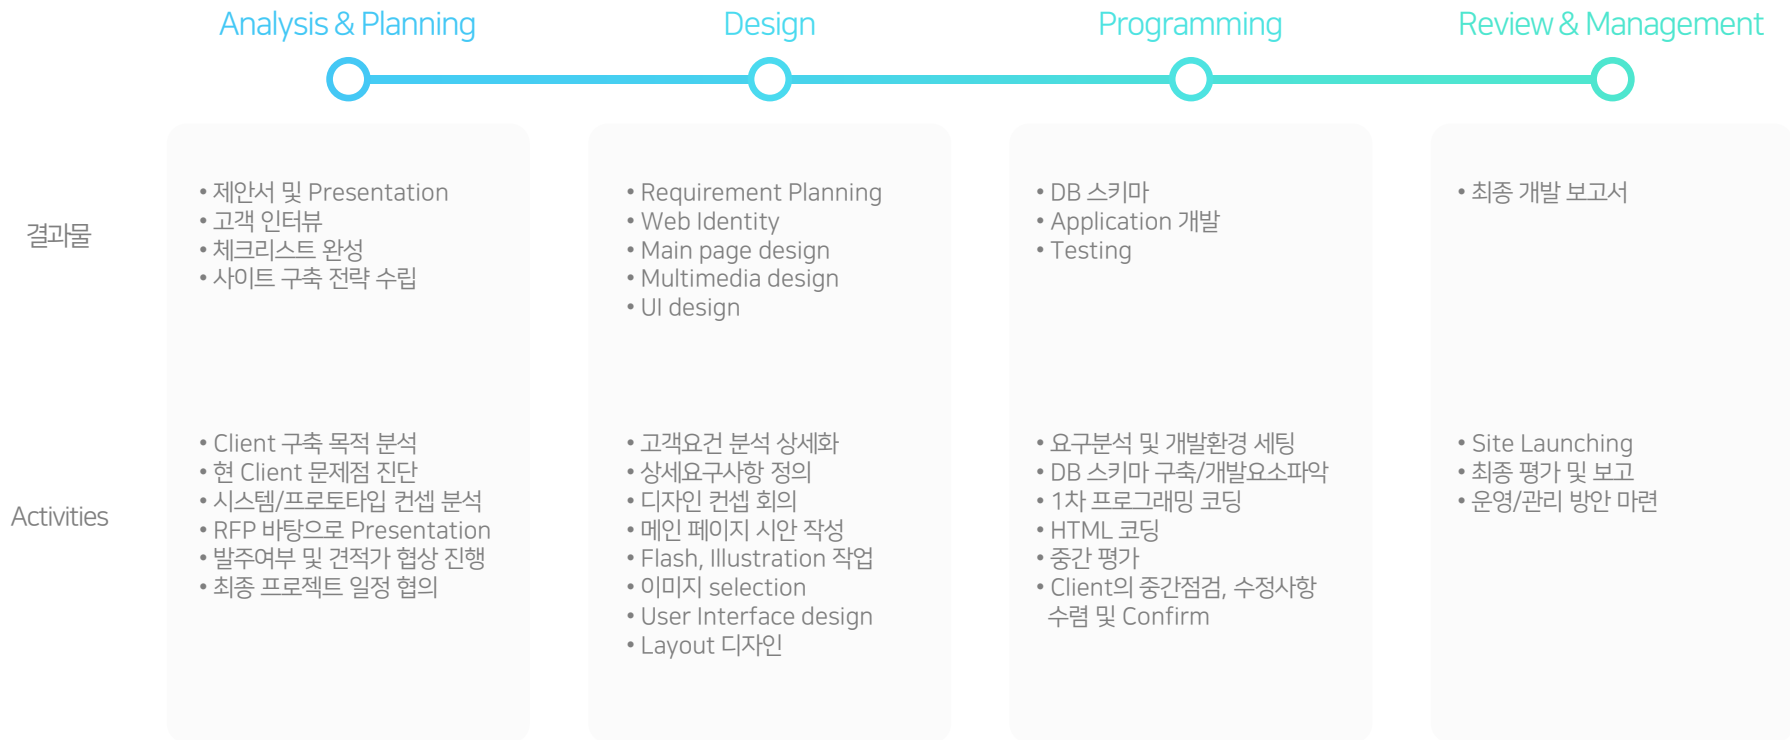 Analysis & Planning
Design
Programming
Review & Management
결과물
• 제안서 및 Presentation
• 고객 인터뷰
• 체크리스트 완성
• 사이트 구축 전략 수립
• Requirement Planning
• Web Identity
• Main page design
• Multimedia design
• UI design
• DB 스키마
• Application 개발
• Testing
• 최종 개발 보고서
Activities
• Client 구축 목적 분석
• 현 Client 문제점 진단
• 시스템/프로토타입 컨셉 분석
• RFP 바탕으로 Presentation
• 발주여부 및 견적가 협상 진행
• 최종 프로젝트 일정 협의
• 고객요건 분석 상세화
• 상세요구사항 정의
• 디자인 컨셉 회의
• 메인 페이지 시안 작성
• Flash, Illustration 작업
• 이미지 selection
• User Interface design
• Layout 디자인
• 요구분석 및 개발환경 세팅
• DB 스키마 구축/개발요소파악
• 1차 프로그래밍 코딩
• HTML 코딩
• 중간 평가
• Client의 중간점검, 수정사항
수렴 및 Confirm
• Site Launching
• 최종 평가 및 보고
• 운영/관리 방안 마련